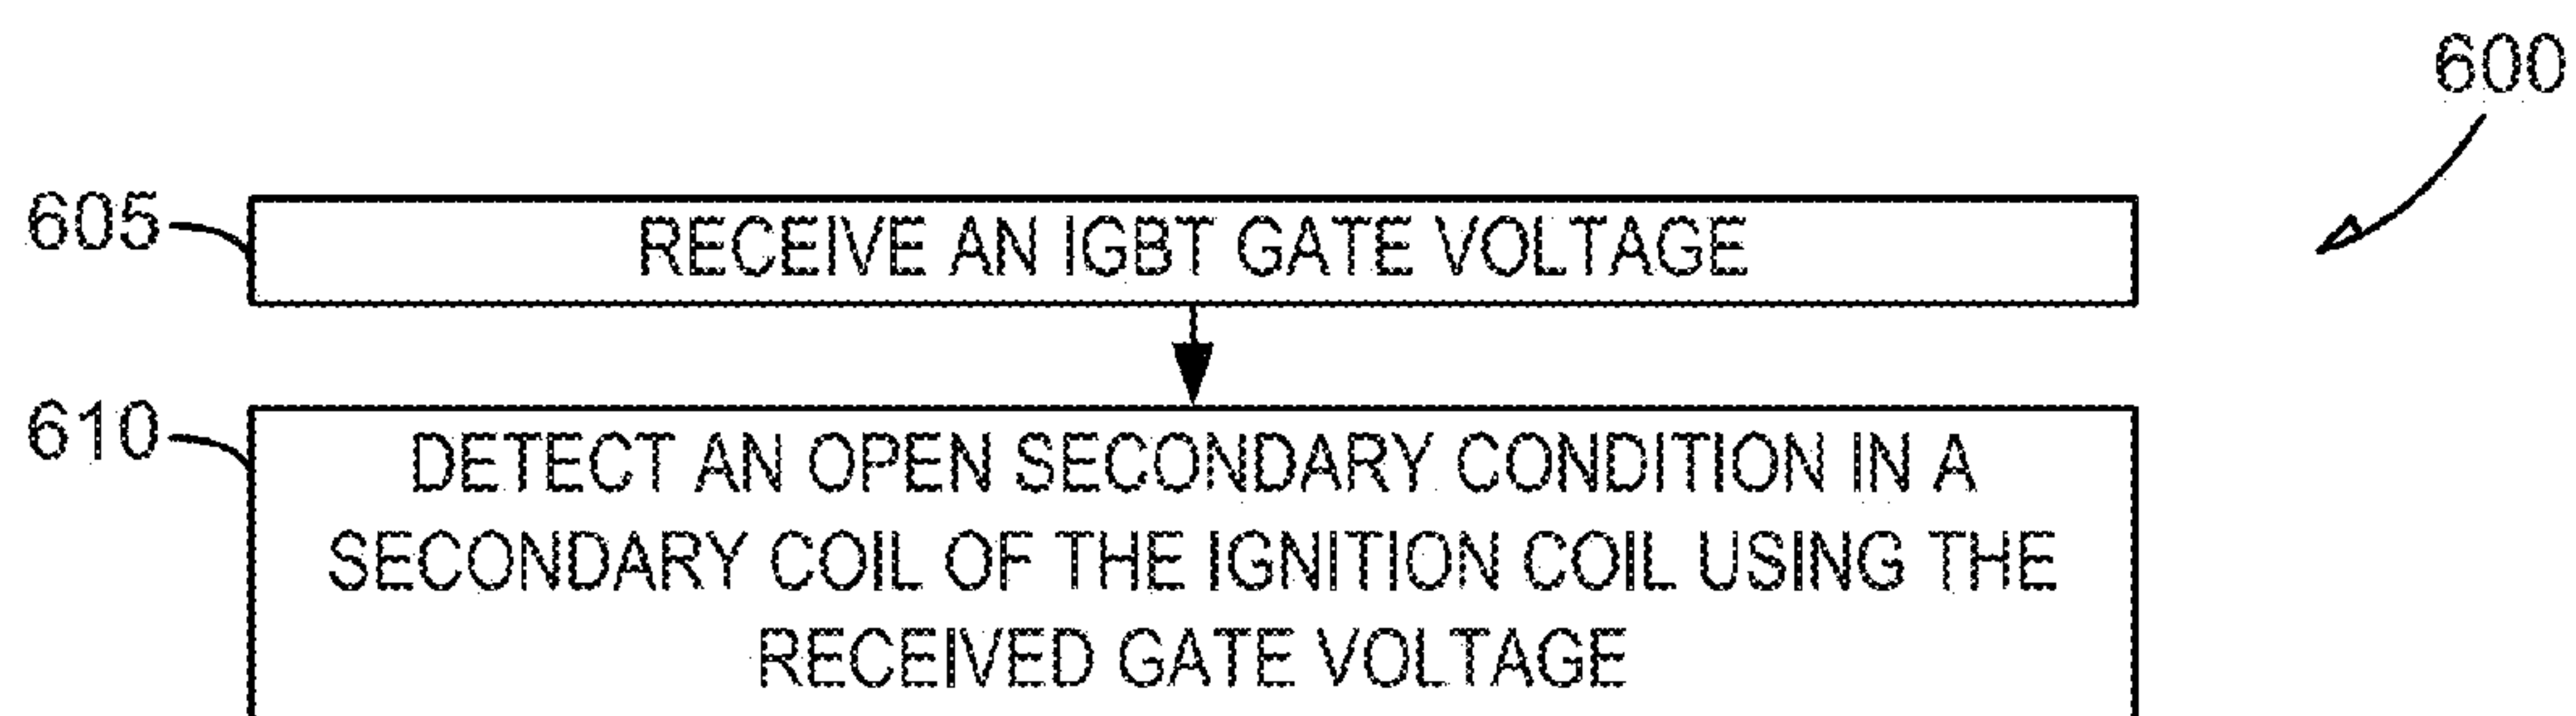 600
605
RECEIVE AN IGBT GATE VOLTAGE
610
DETECT AN OPEN SECONDARY CONDITION IN A
SECONDARY COIL OF THE IGNITION COIL USING THE
RECEIVED GATE VOLTAGE